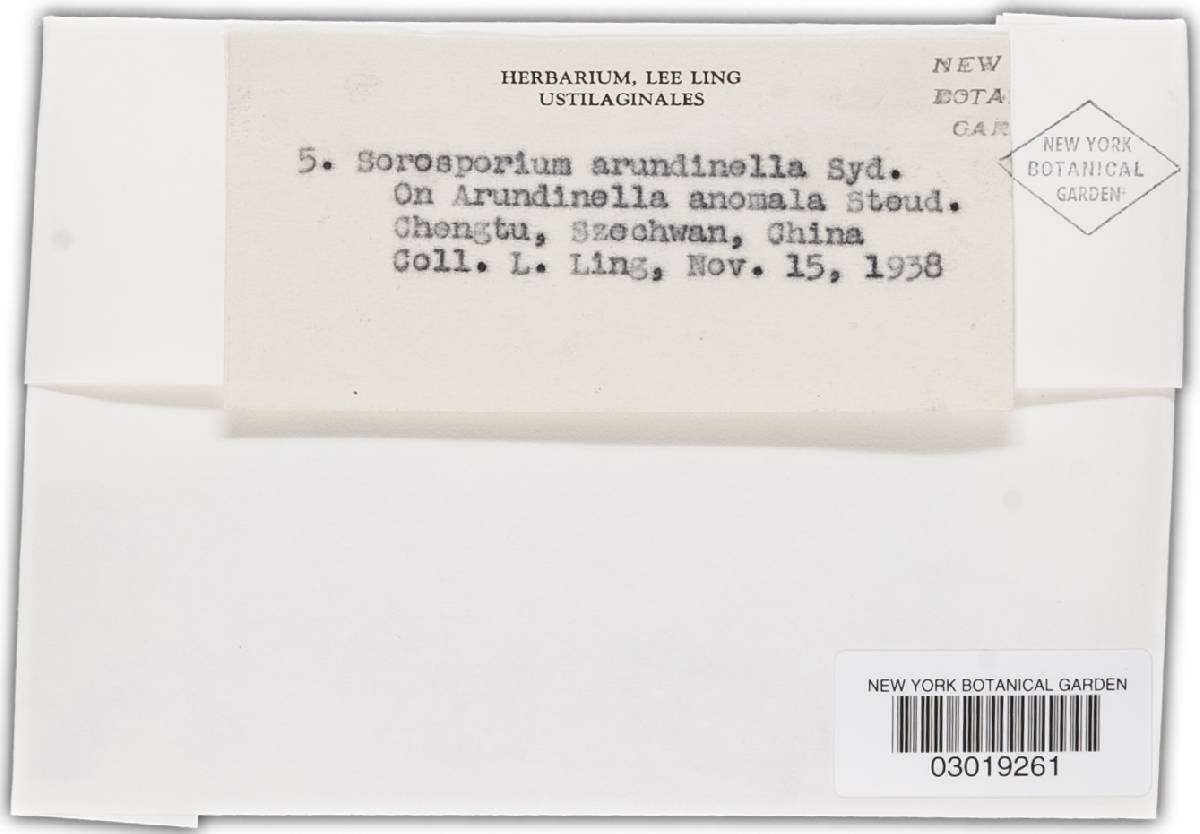 HERBARIUM, LEE LING
USTILAGINALES
NEW
BOTA
GAR
NEW YORK
BOTANICAL
GARDEN
5. Sorosporium arundinella Syd.
On Arundinella anomala Steud.
Chengtu, Szechwan, China
Coll. L. Ling, Nov. 15, 1938
NEW YORK BOTANICAL GARDEN
03019261